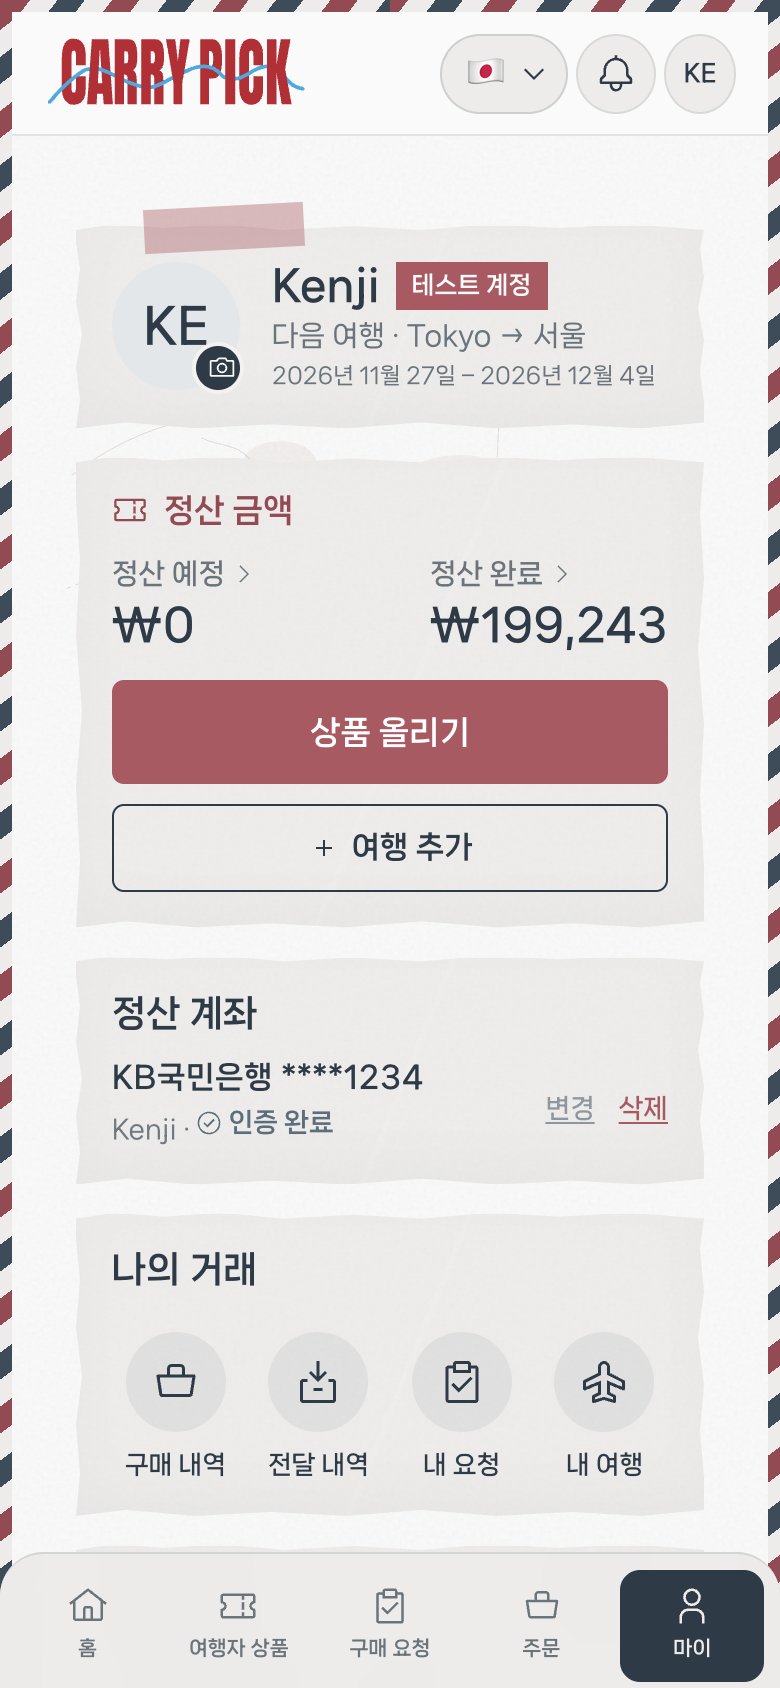 CARRY PICK
KE
KE
Kenji 테스트 계정
다음 여행 · Tokyo → 서울
2026년 11월 27일 – 2026년 12월 4일
정산 금액
정산 예정 >
₩0
정산 완료 >
₩199,243
상품 올리기
+ 여행 추가
정산 계좌
KB국민은행 ****1234
Kenji · 인증 완료
변경 삭제
나의 거래
구매 내역 전달 내역 내 요청 내 여행
홈 여행자 상품 구매 요청 주문 마이